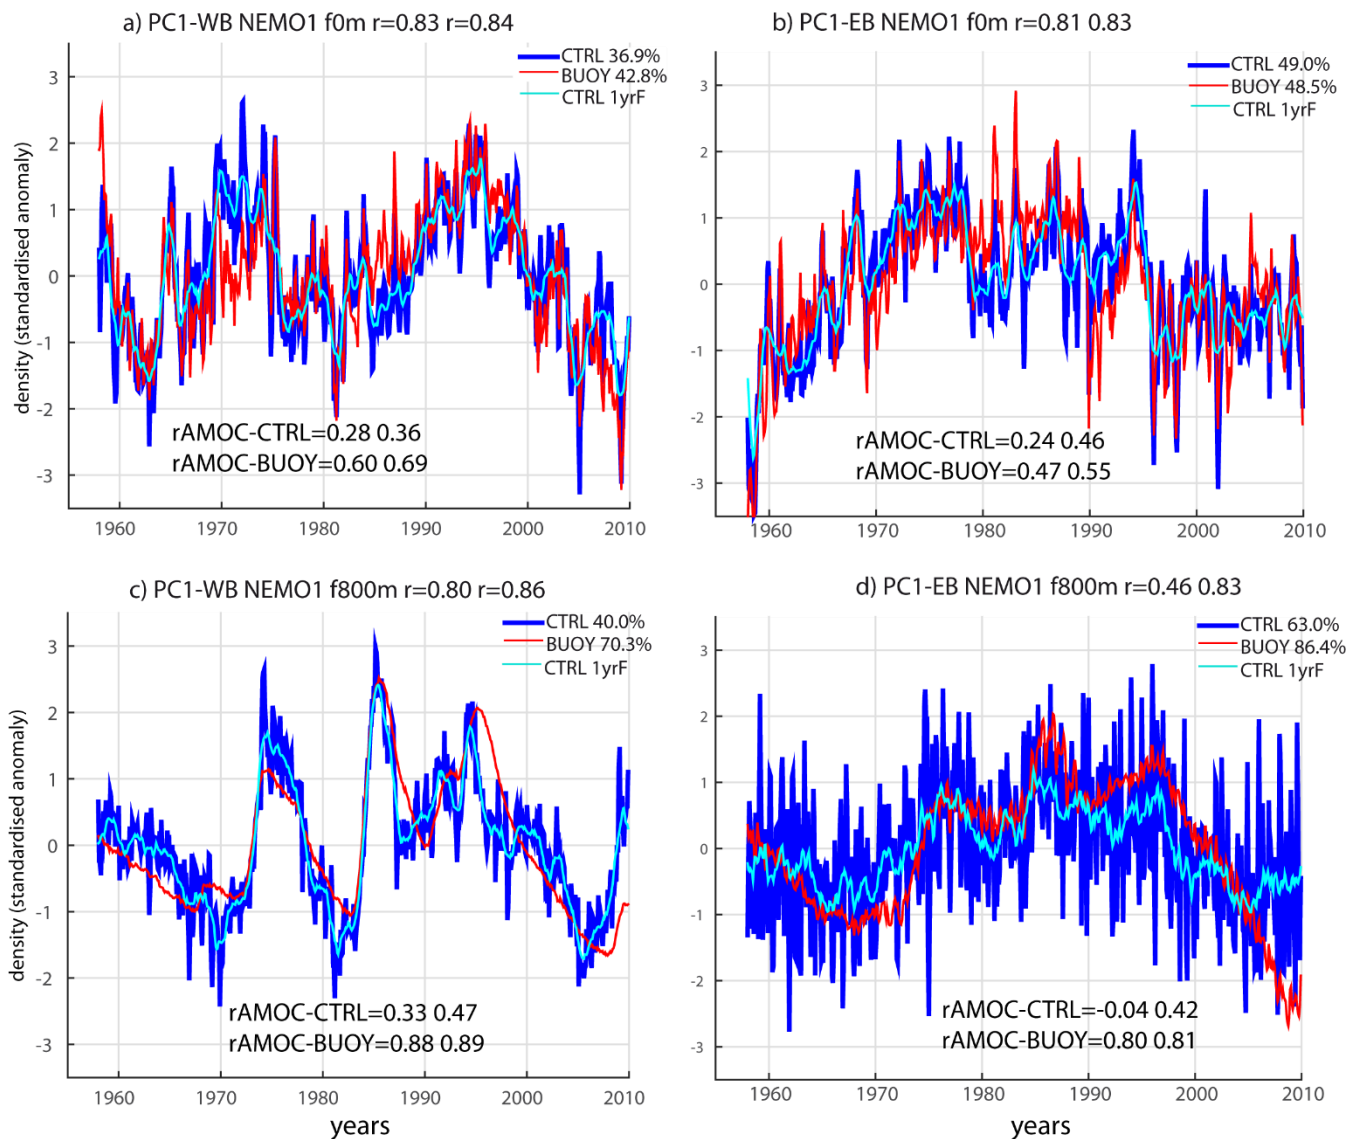 a) PC1-WB NEMO1 f0m r=0.83 r=0.84
CTRL 36.9%
BUOY 42.8%
CTRL 1yrF
density (standardised anomaly)
3
2
1
0
-1
-2
-3
rAMOC-CTRL=0.28 0.36
rAMOC-BUOY=0.60 0.69
1960 1970 1980 1990 2000 2010
b) PC1-EB NEMO1 f0m r=0.81 0.83
CTRL 49.0%
BUOY 48.5%
CTRL 1yrF
3
2
1
0
-1
-2
-3
rAMOC-CTRL=0.24 0.46
rAMOC-BUOY=0.47 0.55
1960 1970 1980 1990 2000 2010
c) PC1-WB NEMO1 f800m r=0.80 r=0.86
CTRL 40.0%
BUOY 70.3%
CTRL 1yrF
density (standardised anomaly)
3
2
1
0
-1
-2
-3
rAMOC-CTRL=0.33 0.47
rAMOC-BUOY=0.88 0.89
1960 1970 1980 1990 2000 2010
years
d) PC1-EB NEMO1 f800m r=0.46 0.83
CTRL 63.0%
BUOY 86.4%
CTRL 1yrF
3
2
1
0
-1
-2
-3
rAMOC-CTRL=-0.04 0.42
rAMOC-BUOY=0.80 0.81
1960 1970 1980 1990 2000 2010
years